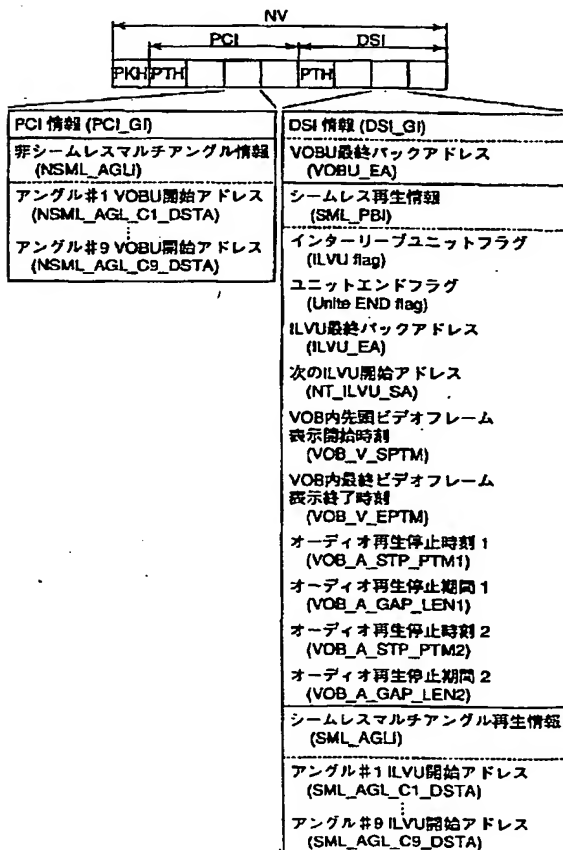 NV
PCI DSI
PKH PTH PTH
PCI 情報 (PCI_GI)
非シームレスマルチアングル情報
(NSML_AGLI)
アングル#1 VOBU開始アドレス
(NSML_AGL_C1_DSTA)
アングル#9 VOBU開始アドレス
(NSML_AGL_C9_DSTA)
DSI 情報 (DSI_GI)
VOBU最終パックアドレス
(VOBU_EA)
シームレス再生情報
(SML_PBI)
インターリーブユニットフラグ
(ILVU flag)
ユニットエンドフラグ
(Unite END flag)
ILVU最終パックアドレス
(ILVU_EA)
次のILVU開始アドレス
(NT_ILVU_SA)
VOB内先頭ビデオフレーム
表示開始時刻
(VOB_V_SPTM)
VOB内最終ビデオフレーム
表示終了時刻
(VOB_V_EPTM)
オーディオ再生停止時刻 1
(VOB_A_STP_PTM1)
オーディオ再生停止期間 1
(VOB_A_GAP_LEN1)
オーディオ再生停止時刻 2
(VOB_A_STP_PTM2)
オーディオ再生停止期間 2
(VOB_A_GAP_LEN2)
シームレスマルチアングル再生情報
(SML_AGLI)
アングル#1 ILVU開始アドレス
(SML_AGL_C1_DSTA)
アングル#9 ILVU開始アドレス
(SML_AGL_C9_DSTA)